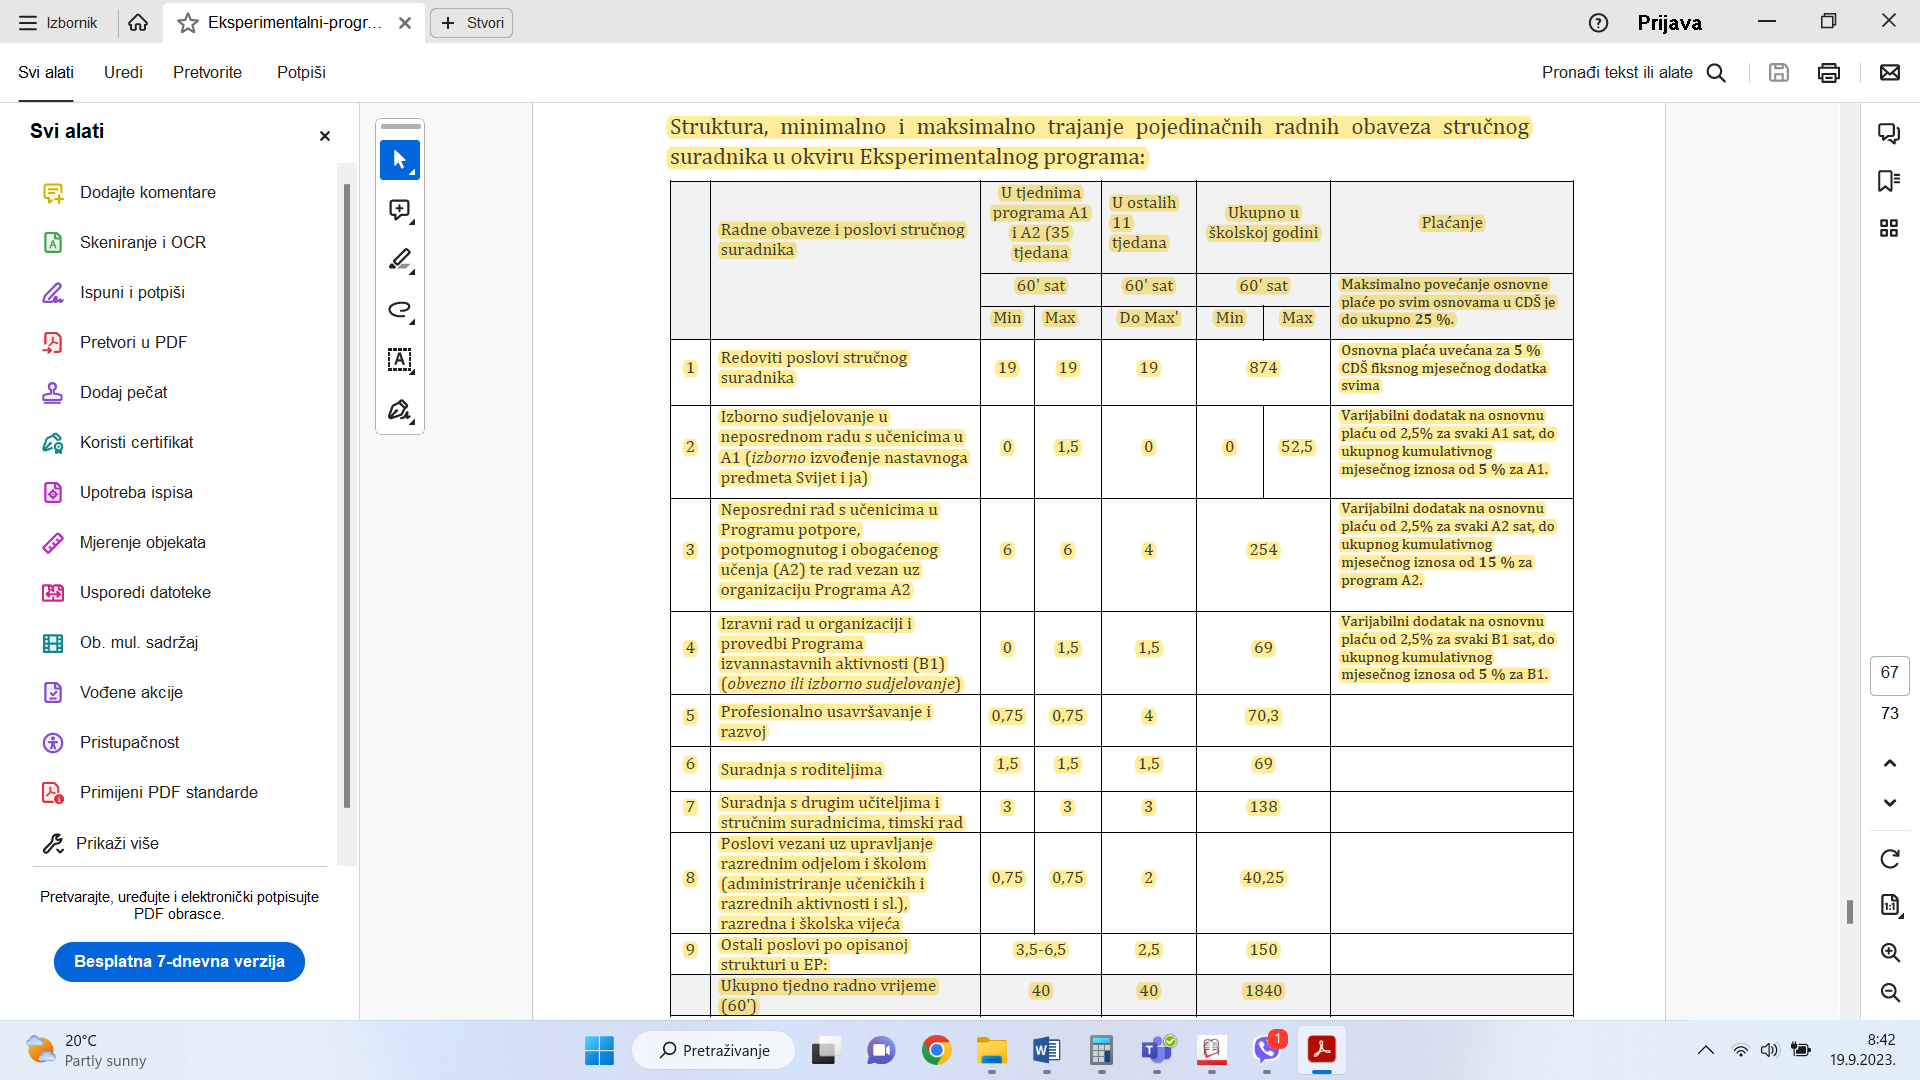 Izbornik
Eksperimentalni-progr...
Stvori
Prijava
Svi alati
Uredi
Pretvorite
Potpiši
Pronađi tekst ili alate
Svi alati
Dodajte komentare
Skeniranje i OCR
Ispuni i potpiši
Pretvori u PDF
Dodaj pečat
Koristi certifikat
Upotreba ispisa
Mjerenje objekata
Usporedi datoteke
Ob. mul. sadržaj
Vođene akcije
Pristupačnost
Primijeni PDF standarde
Prikaži više
Pretvarajte, uređujte i elektronički potpisujte
PDF obrasce.
Besplatna 7-dnevna verzija
Struktura, minimalno i maksimalno trajanje pojedinačnih radnih obaveza stručnog
suradnika u okviru Eksperimentalnog programa:
Radne obaveze i poslovi stručnog
suradnika
U tjednima
programa A1
i A2 (35
tjedana
U ostalih
11
tjedana
Ukupno u
školskoj godini
Plaćanje
60' sat
60' sat
60' sat
Maksimalno povećanje osnovne
plaće po svim osnovama u CDŠ je
do ukupno 25 %.
Min
Max
Do Max'
Min
Max
1
Redoviti poslovi stručnog
suradnika
19
19
19
874
Osnovna plaća uvećana za 5 %
CDŠ fiksnog mjesečnog dodatka
svima
2
Izborno sudjelovanje u
neposrednom radu s učenicima u
A1 (izborno izvođenje nastavnoga
predmeta Svijet i ja)
0
1,5
0
0
52,5
Varijabilni dodatak na osnovnu
plaću od 2,5% za svaki A1 sat, do
ukupnog kumulativnog
mjesečnog iznosa od 5 % za A1.
3
Neposredni rad s učenicima u
Programu potpore,
potpomognutog i obogaćenog
učenja (A2) te rad vezan uz
organizaciju Programa A2
6
6
4
254
Varijabilni dodatak na osnovnu
plaću od 2,5% za svaki A2 sat, do
ukupnog kumulativnog
mjesečnog iznosa od 15 % za
program A2.
4
Izravni rad u organizaciji i
provedbi Programa
izvannastavnih aktivnosti (B1)
(obvezno ili izborno sudjelovanje)
0
1,5
1,5
69
Varijabilni dodatak na osnovnu
plaću od 2,5% za svaki B1 sat, do
ukupnog kumulativnog
mjesečnog iznosa od 5 % za B1.
5
Profesionalno usavršavanje i
razvoj
0,75
0,75
4
70,3
6
Suradnja s roditeljima
1,5
1,5
1,5
69
7
Suradnja s drugim učiteljima i
stručnim suradnicima, timski rad
3
3
3
138
8
Poslovi vezani uz upravljanje
razrednim odjelom i školom
(administriranje učeničkih i
razrednih aktivnosti i sl.),
razredna i školska vijeća
0,75
0,75
2
40,25
9
Ostali poslovi po opisanoj
strukturi u EP:
3,5-6,5
2,5
150
Ukupno tjedno radno vrijeme
(60')
40
40
1840
67
73
1:1
20°C
Partly sunny
Pretraživanje
1
8:42
19.9.2023.